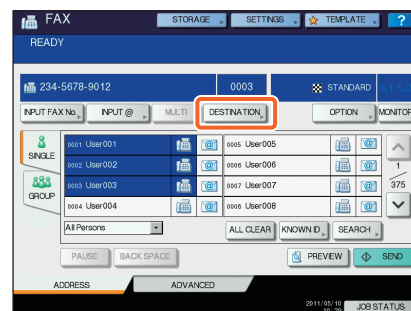 FAX STORAGE SETTINGS TEMPLATE ?
READY
234-5678-9012 0003 STANDARD
INPUT FAX No. INPUT @ MULTI DESTINATION OPTION MONITOR
SINGLE
GROUP
0001 User001 @ 0005 User005 @
0002 User002 @ 0006 User006 @
0003 User003 @ 0007 User007 @
0004 User004 @ 0008 User008 @
1
375
All Persons ALL CLEAR KNOWN ID SEARCH
PAUSE BACK SPACE PREVIEW SEND
ADDRESS ADVANCED
2011/05/10
JOB STATUS